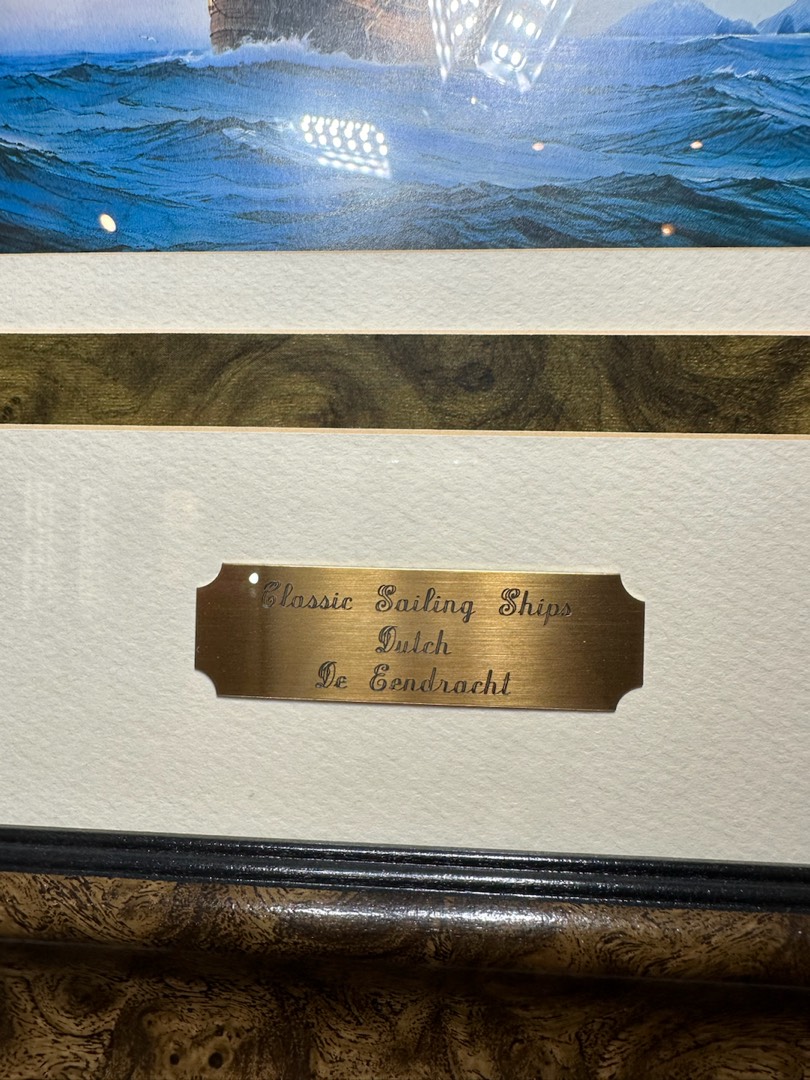 Classic Sailing Ships
Dutch
De Eendracht